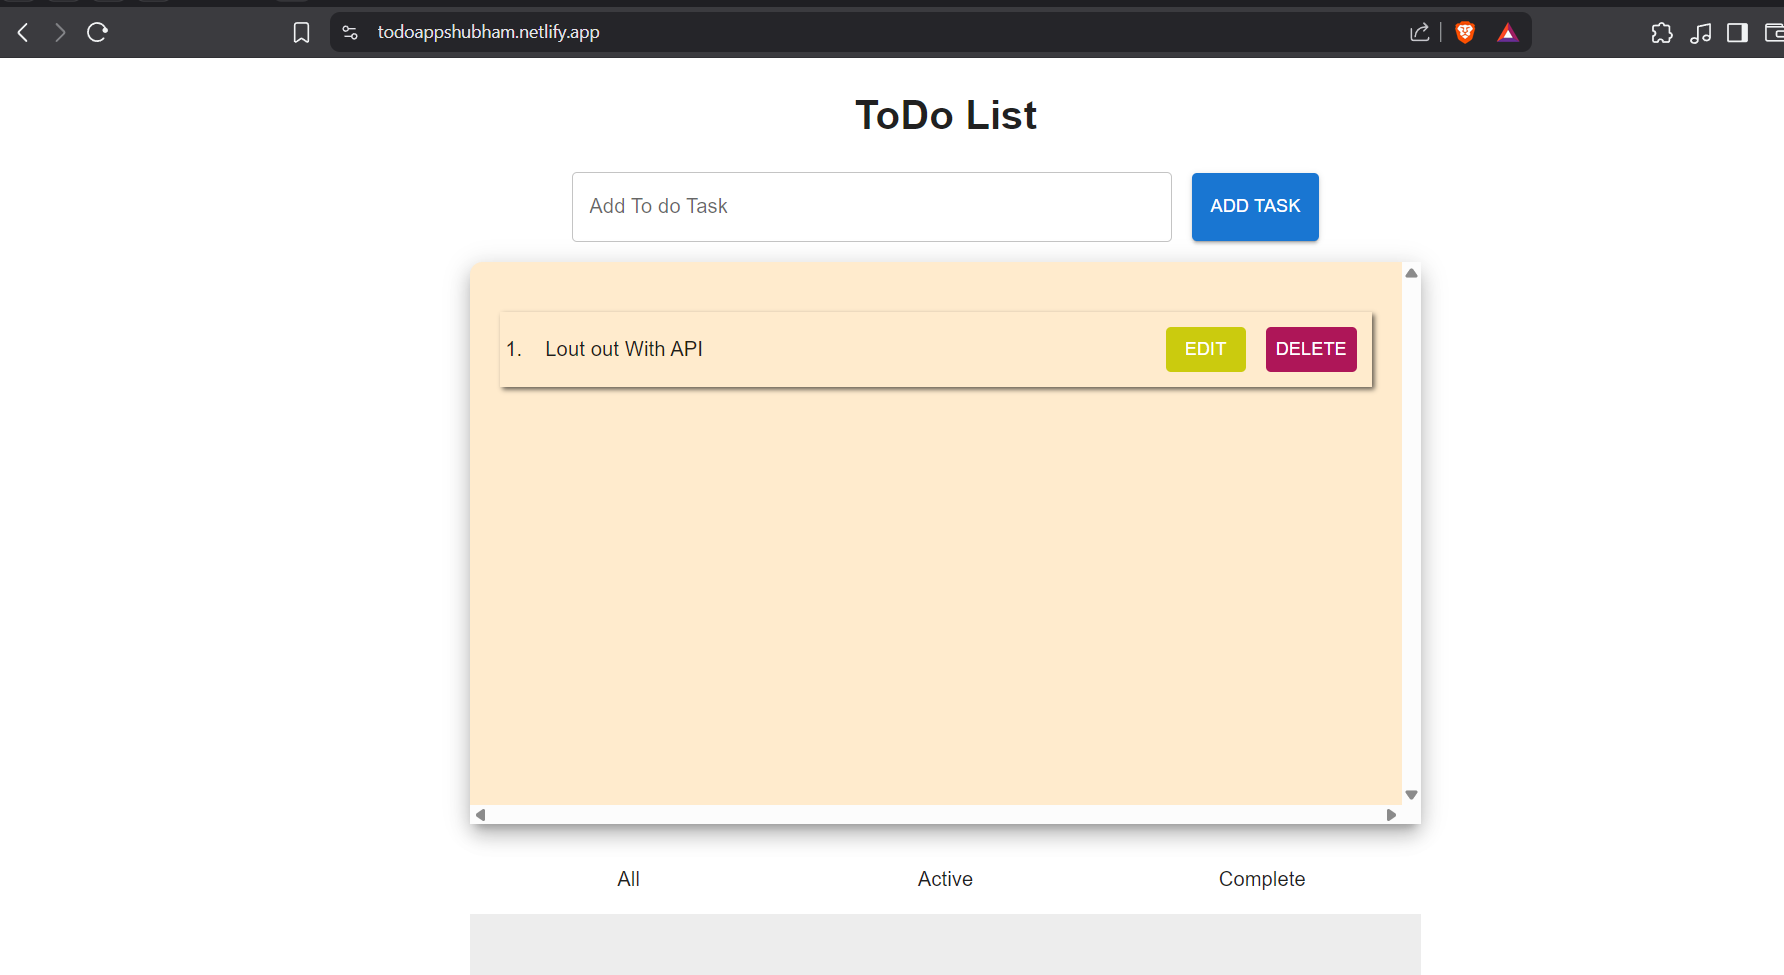 todoappshubham.netlify.app
ToDo List
Add To do Task
ADD TASK
1. Lout out With API EDIT DELETE
All Active Complete